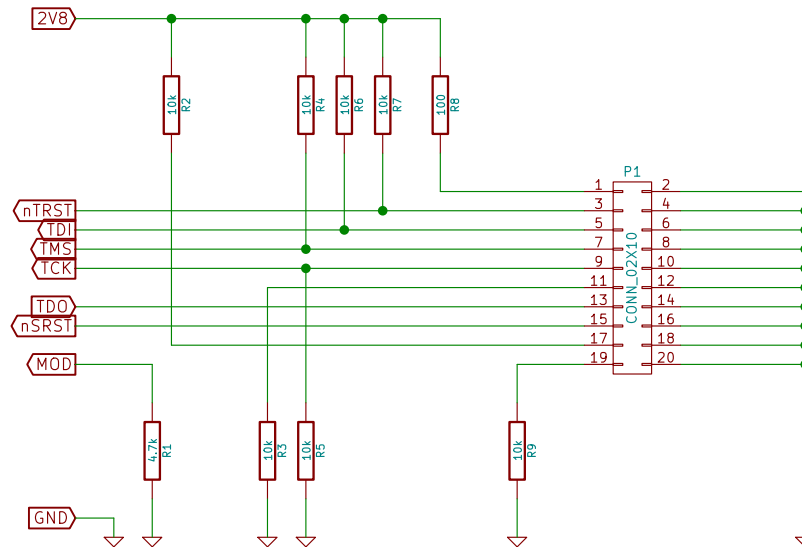 2V8
10k R2
10k R4
10k R6
10k R7
100 R8
P1
1 2
nTRST 3 4
TDI 5 6
TMS 7 8
TCK 9 10
11 12
TDO 13 14
nSRST 15 16
17 18
MOD 19 20
CONN_02X10
4.7k R1
10k R3
10k R5
10k R9
GND